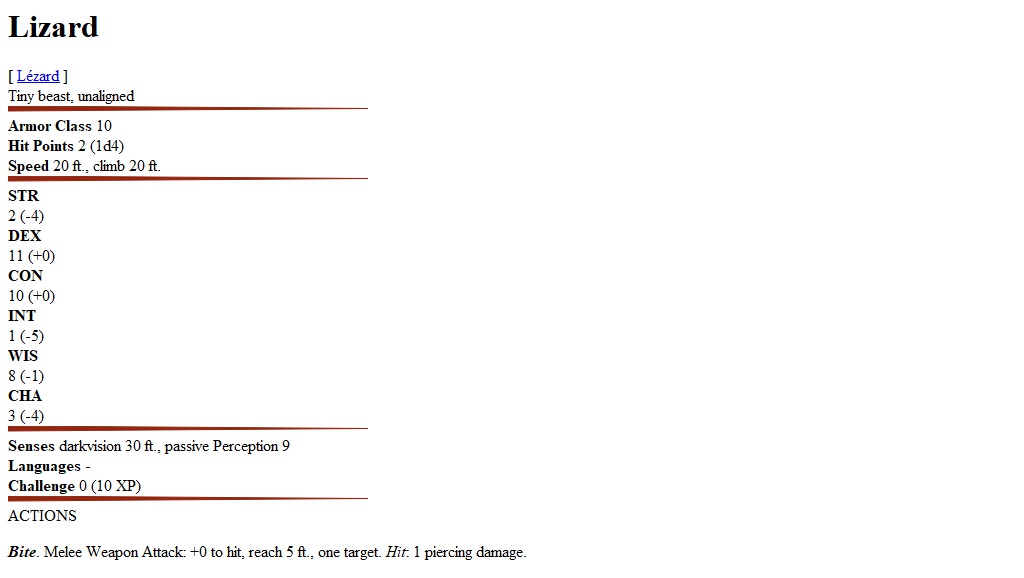 Lizard
[ Lézard ]
Tiny beast, unaligned
Armor Class 10
Hit Points 2 (1d4)
Speed 20 ft., climb 20 ft.
STR
2 (-4)
DEX
11 (+0)
CON
10 (+0)
INT
1 (-5)
WIS
8 (-1)
CHA
3 (-4)
Senses darkvision 30 ft., passive Perception 9
Languages -
Challenge 0 (10 XP)
ACTIONS
Bite. Melee Weapon Attack: +0 to hit, reach 5 ft., one target. Hit: 1 piercing damage.